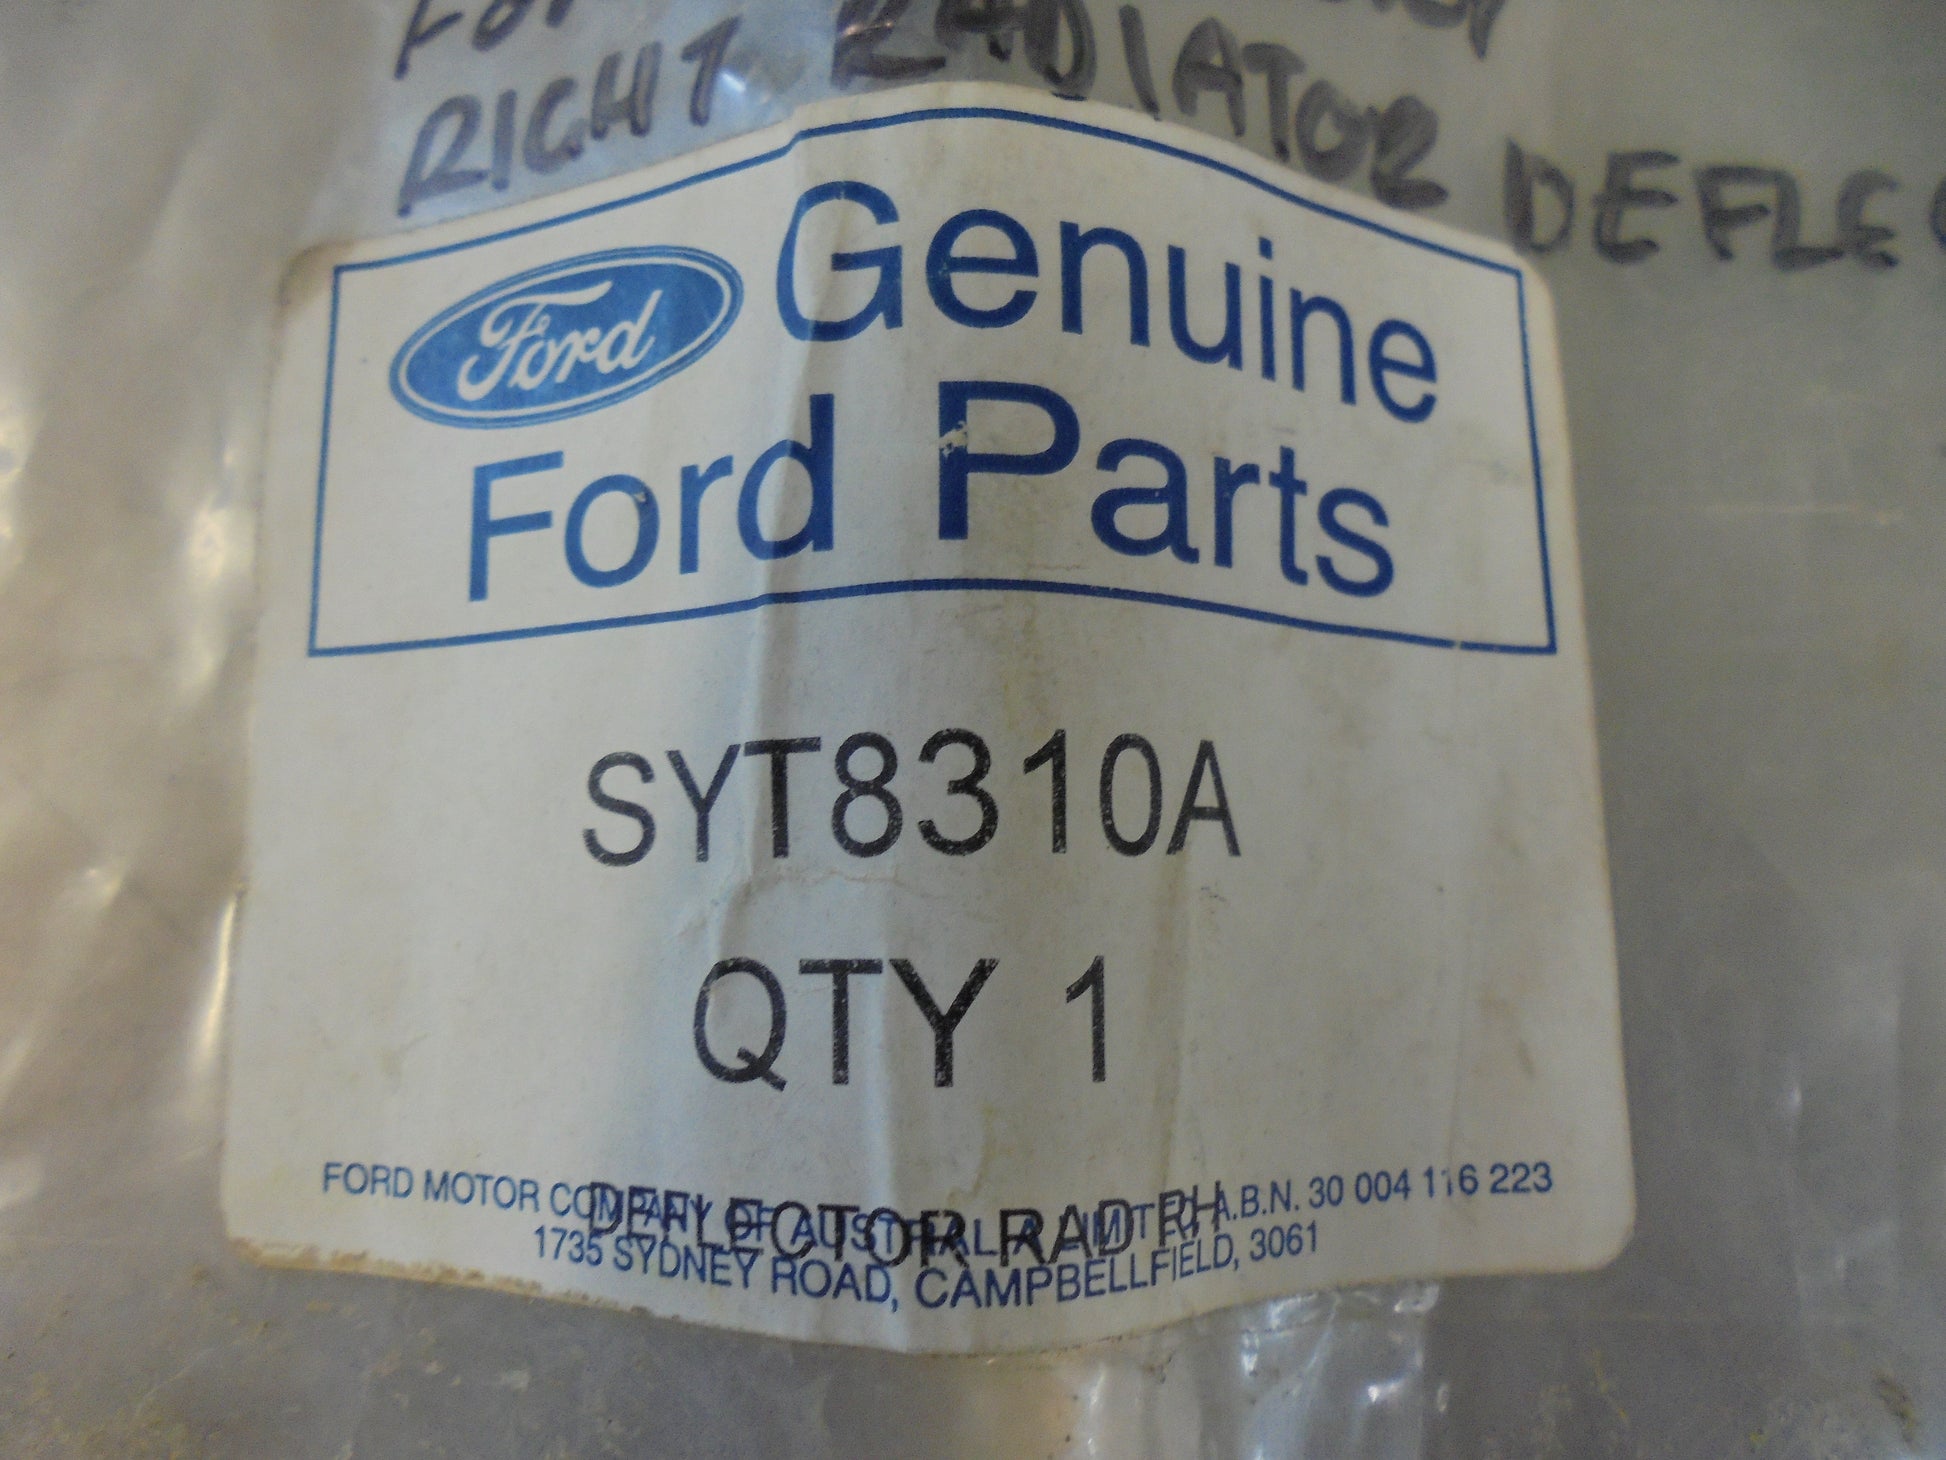 RIGHT RADIATOR DEFLE
Ford Genuine
Ford Parts
SYT8310A
QTY 1
FORD MOTOR COMPANY OF AUSTRALIA LIMITED A.B.N. 30 004 116 223
DEFLECTOR RAD RH
1735 SYDNEY ROAD, CAMPBELLFIELD, 3061